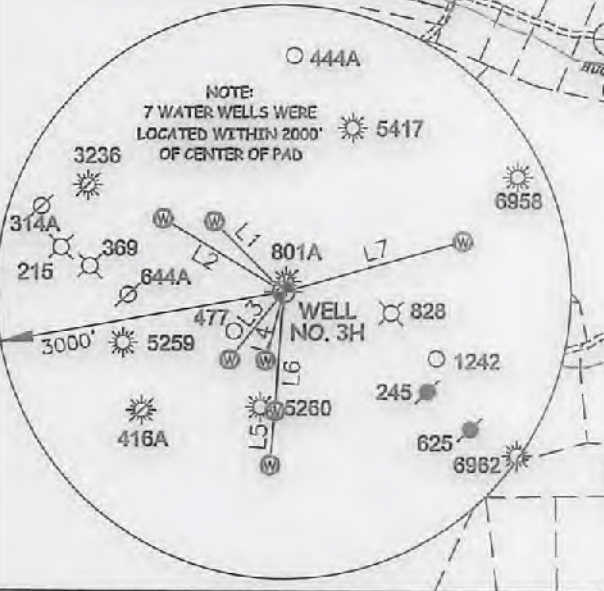 444A
NOTE:
7 WATER WELLS WERE
LOCATED WITHIN 2000'
OF CENTER OF PAD
5417
3236
6958
314A
W
W
L1
L2
215
369
801A
L7
W
644A
477
L3
L4
WELL
NO. 3H
828
3000'
5259
W
W
L6
1242
245
416A
W
5260
L5
625
W
6962